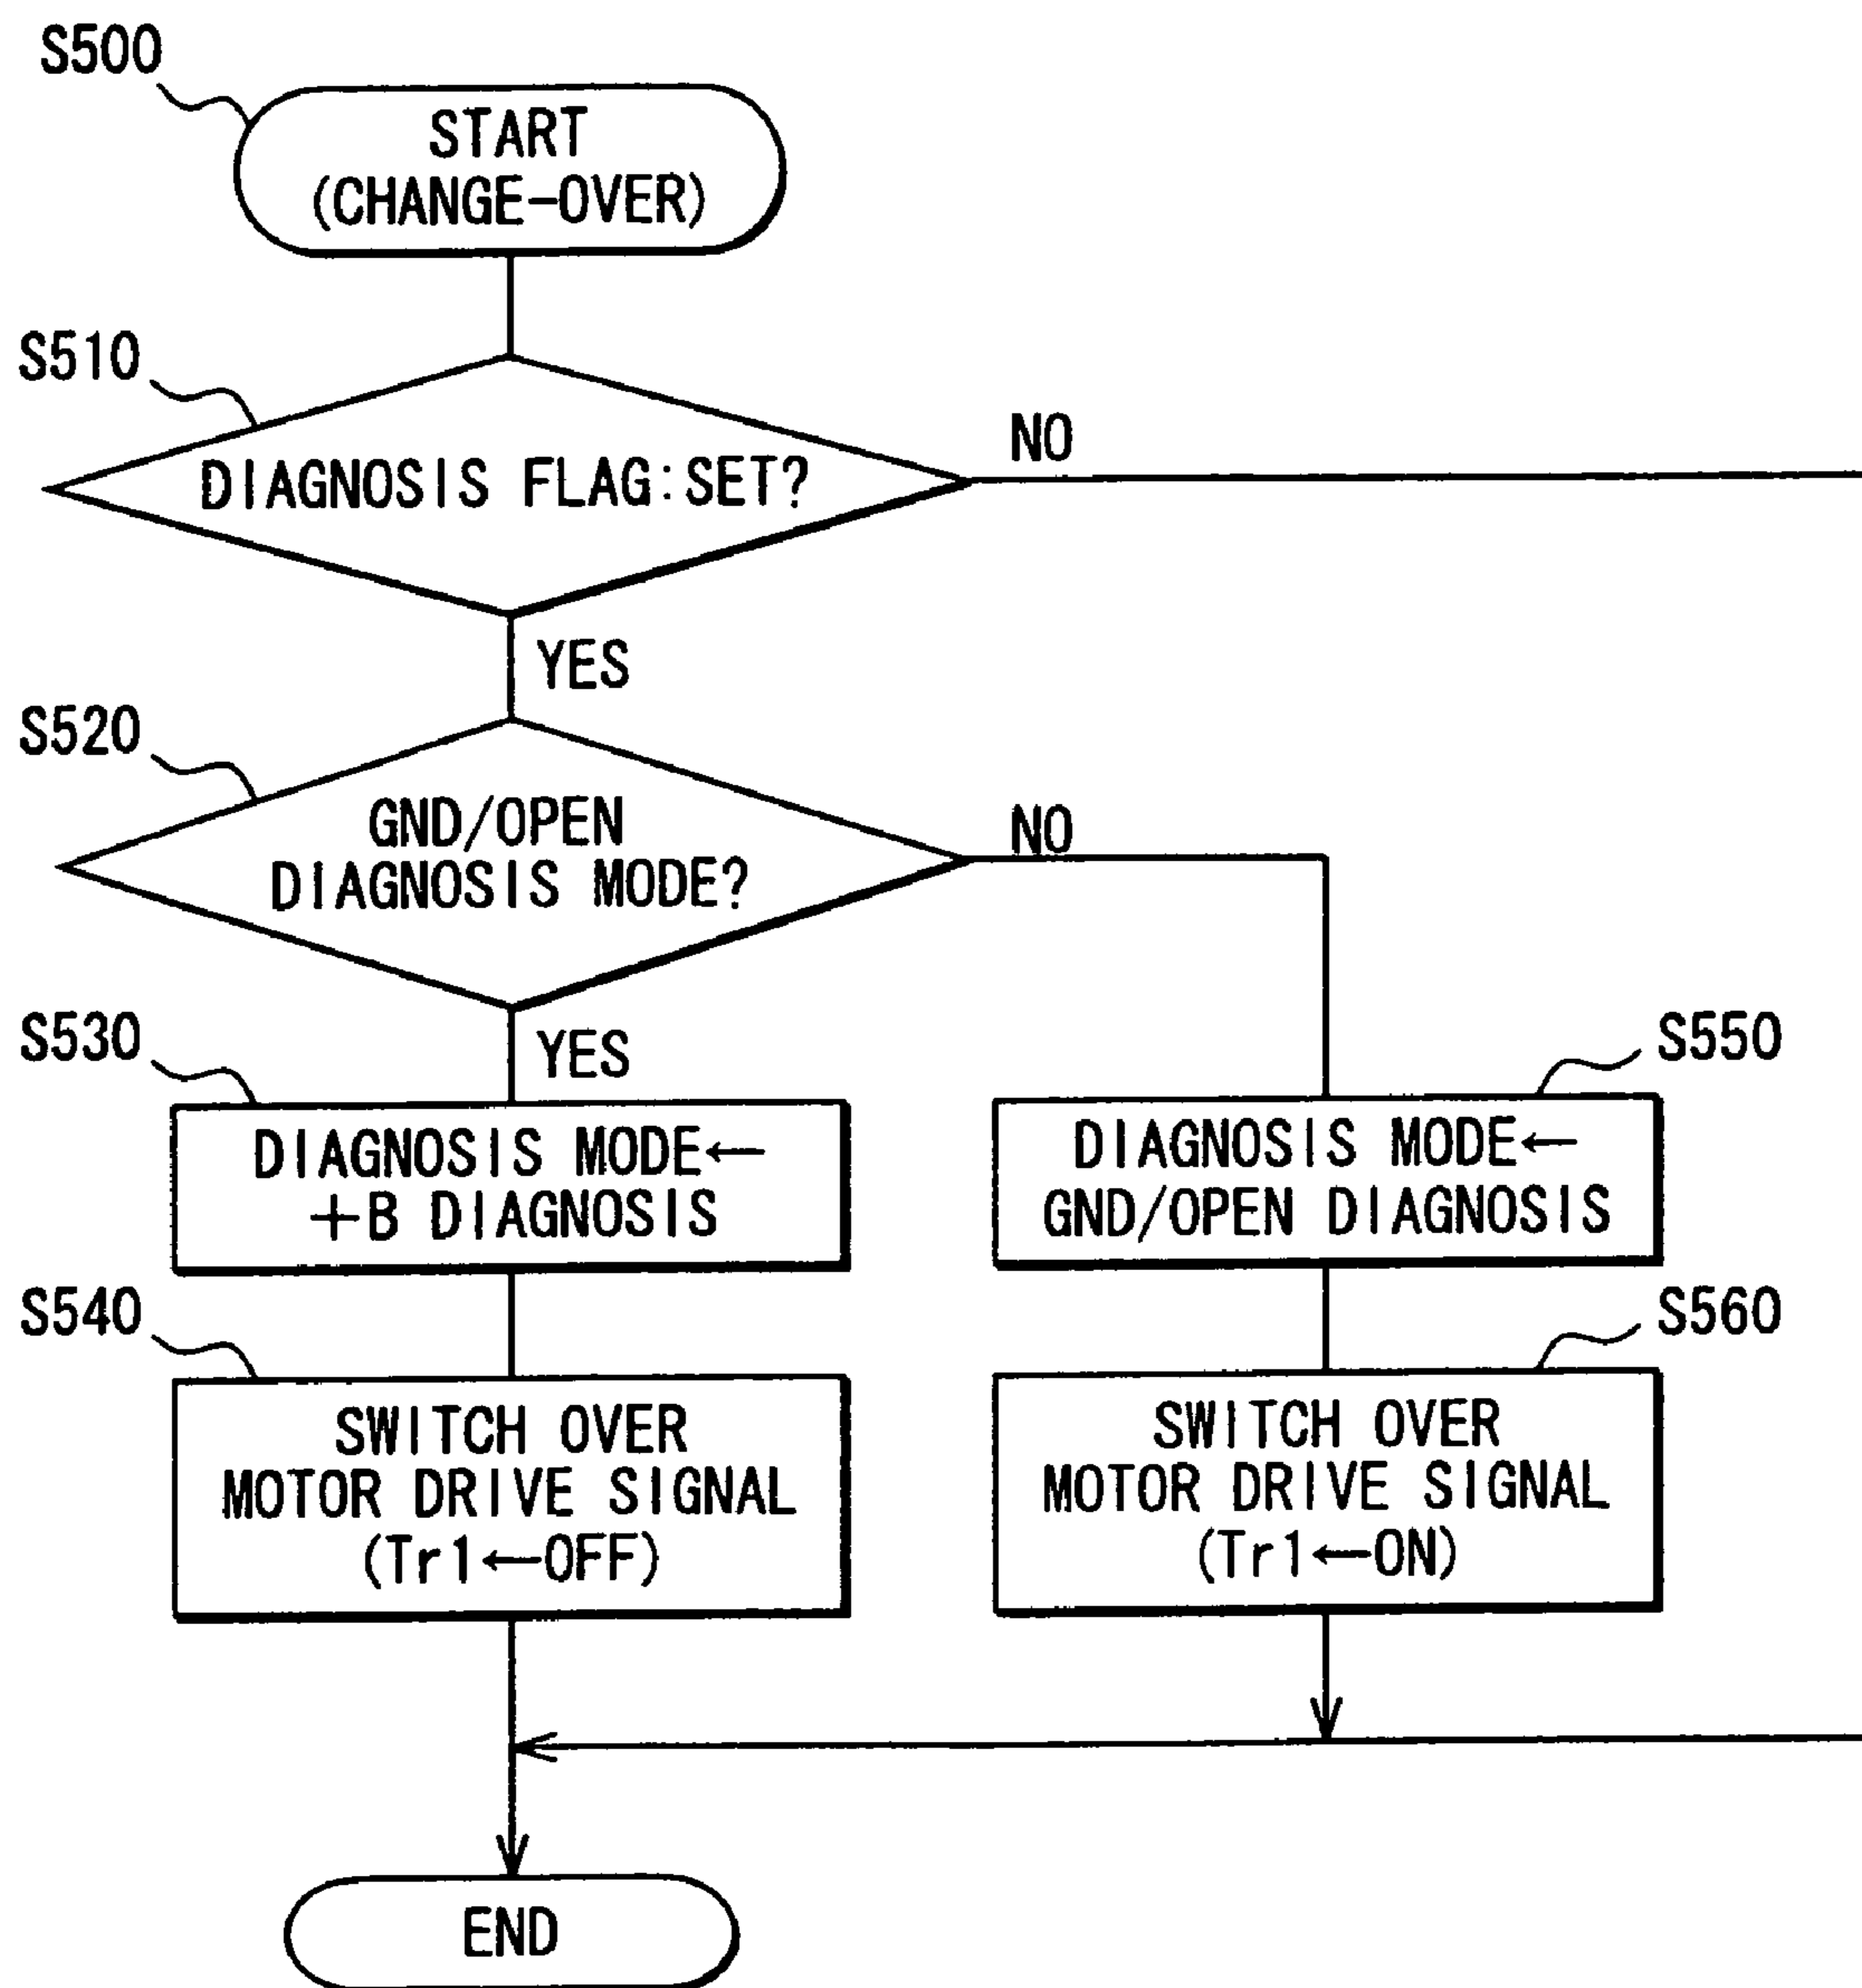 S500
START
(CHANGE-OVER)
S510
DIAGNOSIS FLAG:SET?
NO
YES
S520
GND/OPEN
DIAGNOSIS MODE?
NO
YES
S530
DIAGNOSIS MODE←
+B DIAGNOSIS
S550
DIAGNOSIS MODE←
GND/OPEN DIAGNOSIS
S540
SWITCH OVER
MOTOR DRIVE SIGNAL
(Tr1←OFF)
S560
SWITCH OVER
MOTOR DRIVE SIGNAL
(Tr1←ON)
END